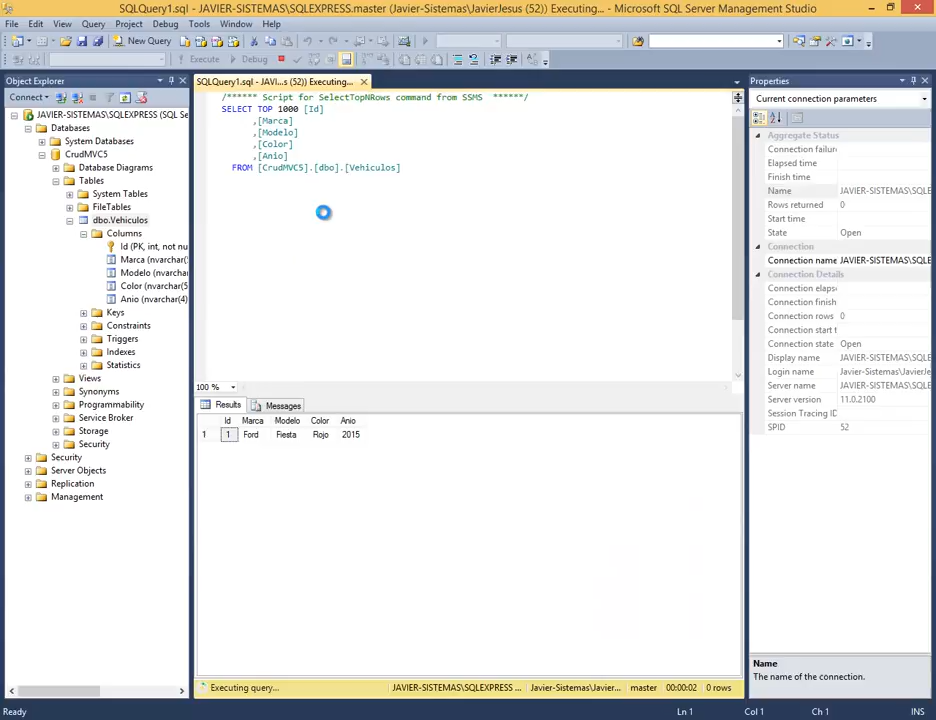 SQLQuery1.sql - JAVIER-SISTEMAS\SQLEXPRESS.master (Javier-Sistemas\JavierJesus (52)) Executing... - Microsoft SQL Server Management Studio
File Edit View Query Project Debug Tools Window Help
New Query
Execute Debug
Object Explorer
Connect
JAVIER-SISTEMAS\SQLEXPRESS (SQL Se
Databases
System Databases
CrudMVC5
Database Diagrams
Tables
System Tables
FileTables
dbo.Vehiculos
Columns
Id (PK, int, not nu
Marca (nvarchar(
Modelo (nvarchar
Color (nvarchar(5
Anio (nvarchar(4)
Keys
Constraints
Triggers
Indexes
Statistics
Views
Synonyms
Programmability
Service Broker
Storage
Security
Security
Server Objects
Replication
Management
SQLQuery1.sql - JAVI...s (52)) Executing...
/****** Script for SelectTopNRows command from SSMS ******/
SELECT TOP 1000 [Id]
,[Marca]
,[Modelo]
,[Color]
,[Anio]
FROM [CrudMVC5].[dbo].[Vehiculos]
100 %
Results Messages
Id Marca Modelo Color Anio
1 1 Ford Fiesta Rojo 2015
Executing query... JAVIER-SISTEMAS\SQLEXPRESS ... Javier-Sistemas\Javier... master 00:00:02 0 rows
Properties
Current connection parameters
Aggregate Status
Connection failure
Elapsed time
Finish time
Name JAVIER-SISTEMAS\SQLE
Rows returned 0
Start time
State Open
Connection
Connection name JAVIER-SISTEMAS\SQLE
Connection Details
Connection elaps
Connection finish
Connection rows 0
Connection start t
Connection state Open
Display name JAVIER-SISTEMAS\SQLE
Login name Javier-Sistemas\JavierJe
Server name JAVIER-SISTEMAS\SQLE
Server version 11.0.2100
Session Tracing ID
SPID 52
Name
The name of the connection.
Ready Ln 1 Col 1 Ch 1 INS